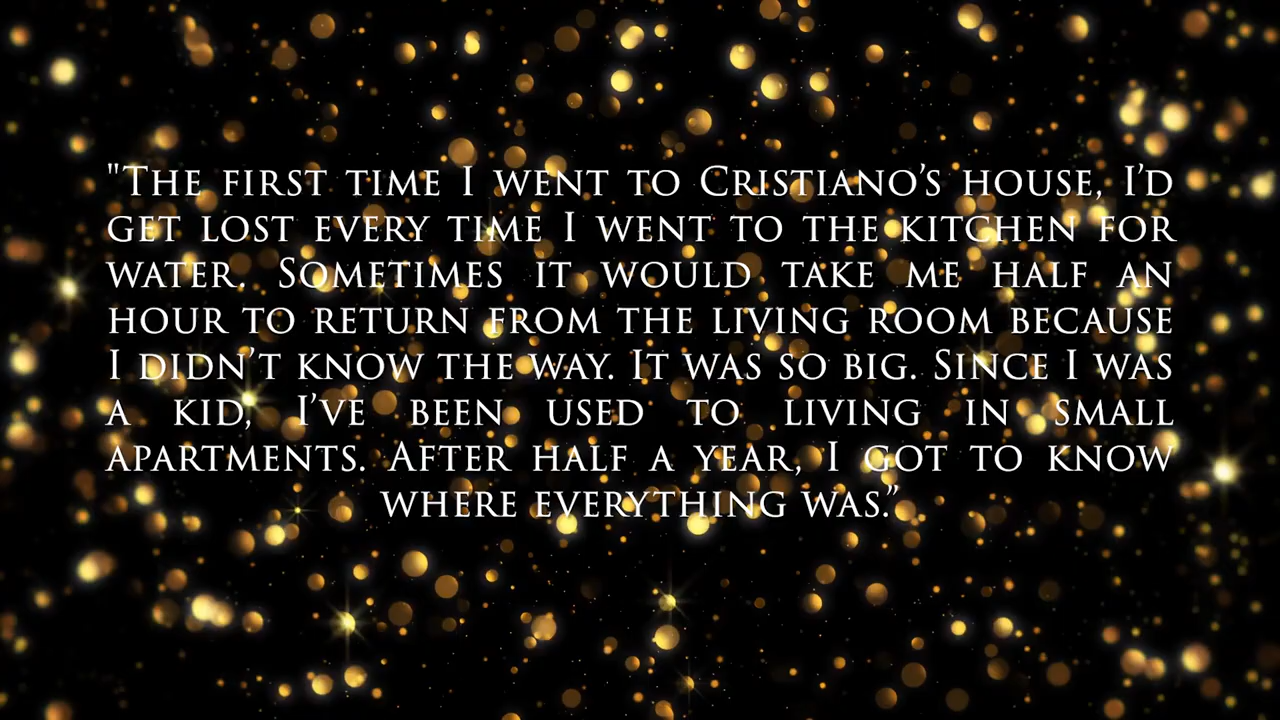 "The first time I went to Cristiano’s house, I’d
get lost every time I went to the kitchen for
water. Sometimes it would take me half an
hour to return from the living room because
I didn’t know the way. It was so big. Since I was
a kid, I’ve been used to living in small
apartments. After half a year, I got to know
where everything was.”